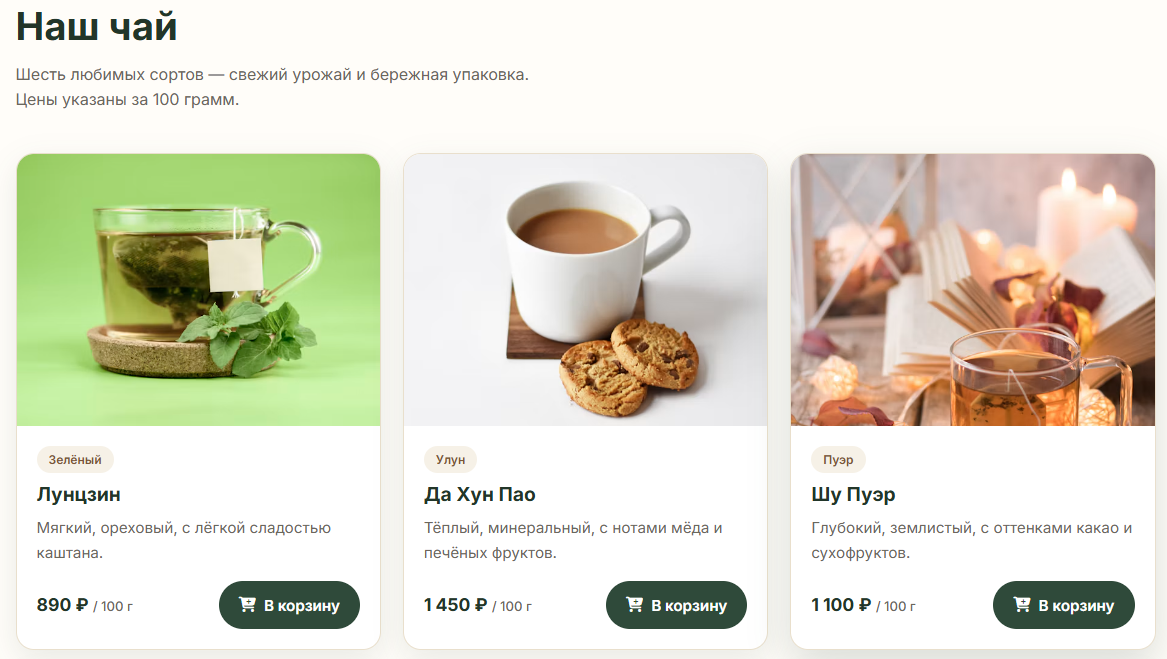 Наш чай
Шесть любимых сортов — свежий урожай и бережная упаковка.
Цены указаны за 100 грамм.
Зелёный
Лунцзин
Мягкий, ореховый, с лёгкой сладостью
каштана.
890 ₽ / 100 г
В корзину
Улун
Да Хун Пао
Тёплый, минеральный, с нотами мёда и
печёных фруктов.
1 450 ₽ / 100 г
В корзину
Пуэр
Шу Пуэр
Глубокий, землистый, с оттенками какао и
сухофруктов.
1 100 ₽ / 100 г
В корзину